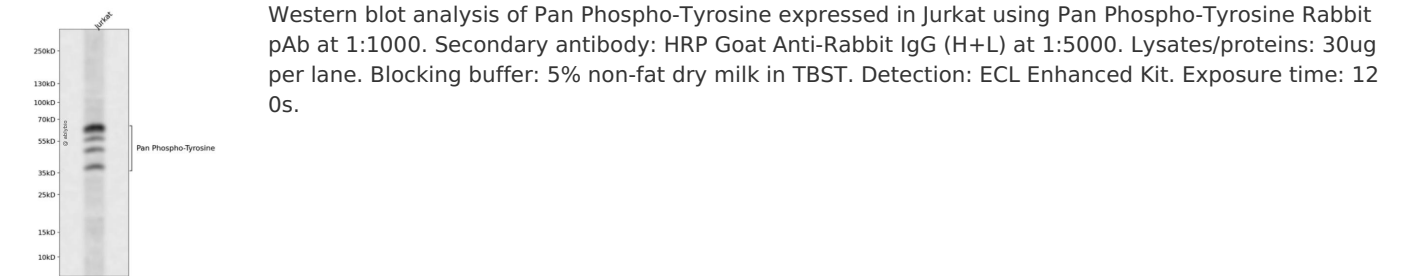 Jurkat
250kD
130kD
100kD
70kD
55kD
35kD
25kD
15kD
10kD
© ablybio
Pan Phospho-Tyrosine
Western blot analysis of Pan Phospho-Tyrosine expressed in Jurkat using Pan Phospho-Tyrosine Rabbit
pAb at 1:1000. Secondary antibody: HRP Goat Anti-Rabbit IgG (H+L) at 1:5000. Lysates/proteins: 30ug
per lane. Blocking buffer: 5% non-fat dry milk in TBST. Detection: ECL Enhanced Kit. Exposure time: 12
0s.